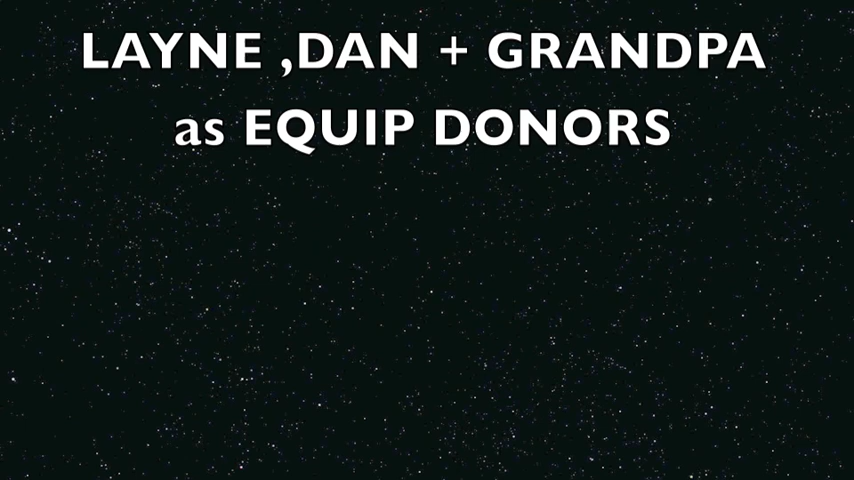 LAYNE ,DAN + GRANDPA
as EQUIP DONORS